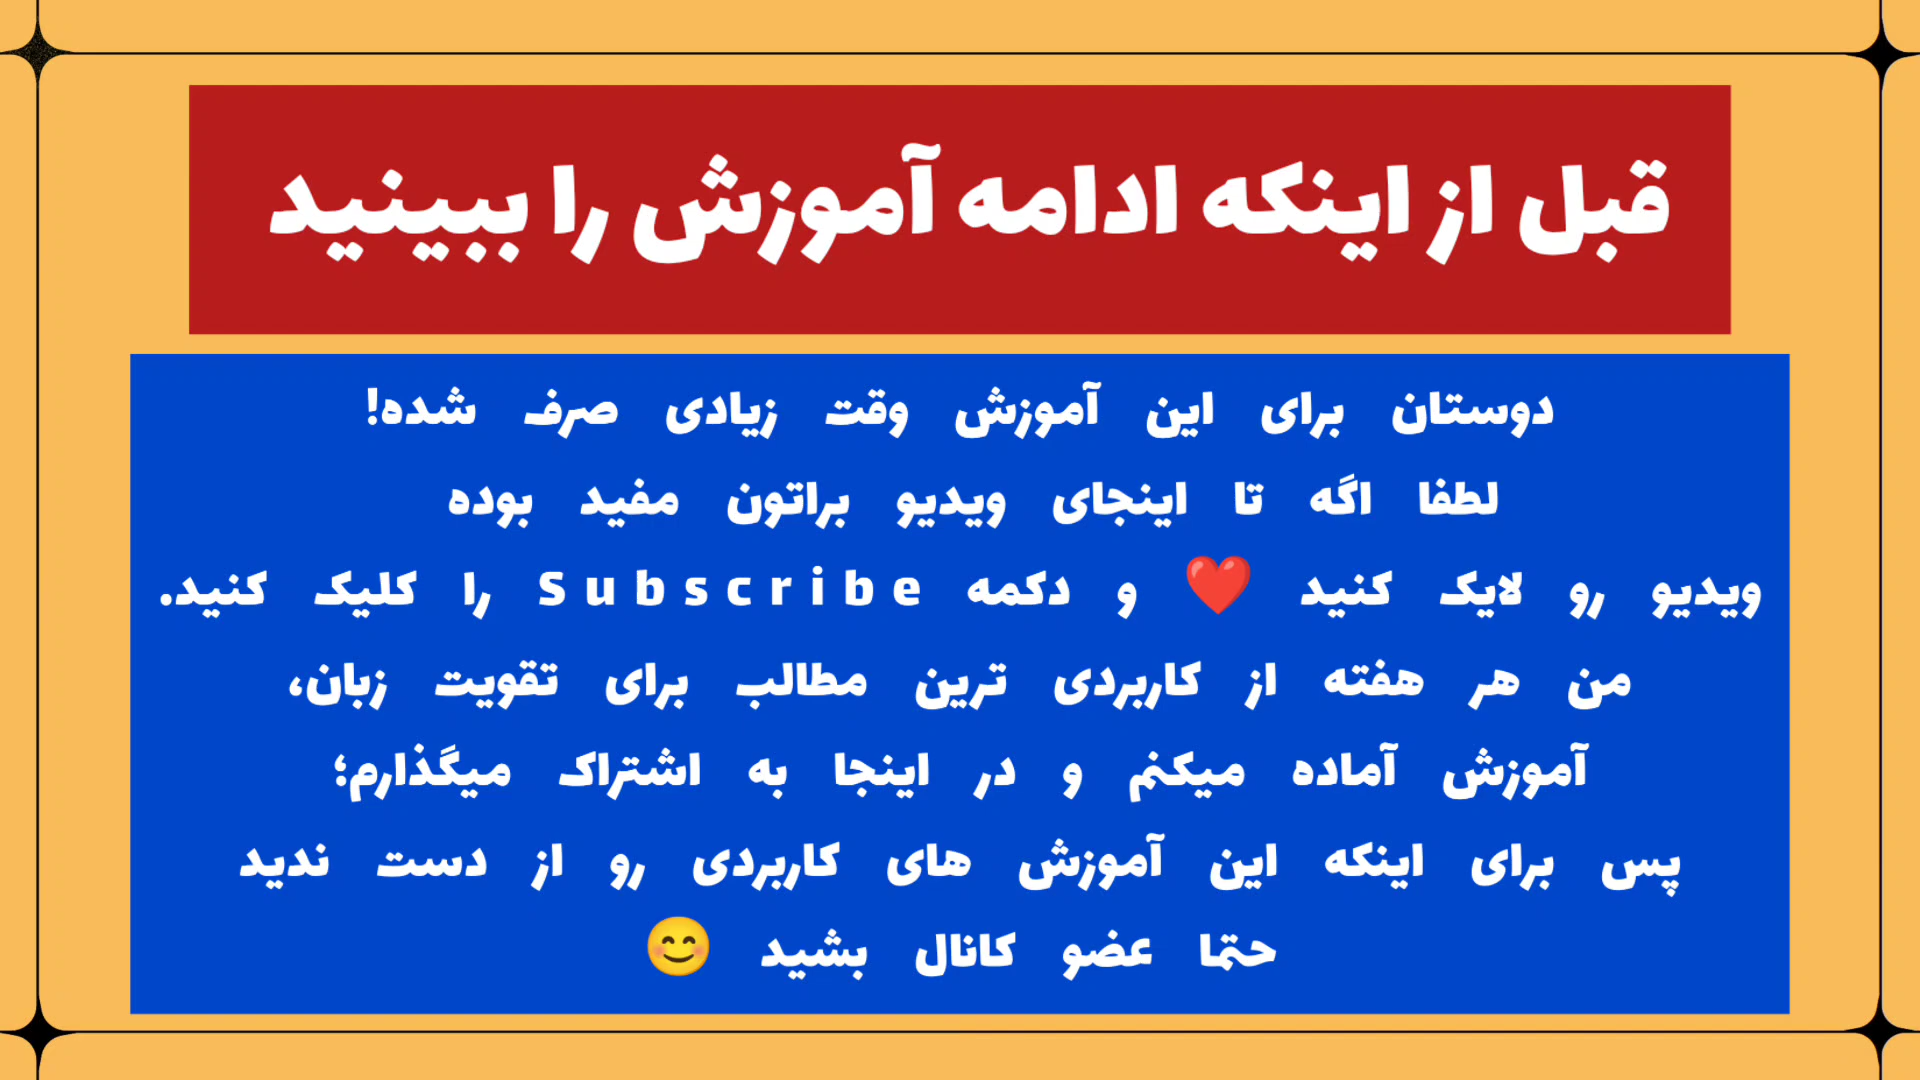 قبل از اینکه ادامه آموزش را ببینید
دوستان برای این آموزش وقت زیادی صرف شده!
لطفا اگه تا اینجای ویدیو براتون مفید بوده
ویدیو رو لایک کنید ❤️ و دکمه Subscribe را کلیک کنید.
من هر هفته از کاربردی ترین مطالب برای تقویت زبان،
آموزش آماده میکنم و در اینجا به اشتراک میگذارم؛
پس برای اینکه این آموزش های کاربردی رو از دست ندید
حتما عضو کانال بشید 😊